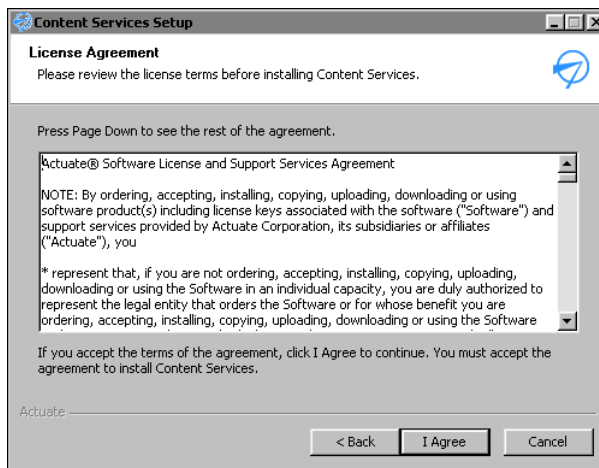 Content Services Setup
License Agreement
Please review the license terms before installing Content Services.
Press Page Down to see the rest of the agreement.
Actuate® Software License and Support Services Agreement
NOTE: By ordering, accepting, installing, copying, uploading, downloading or using
software product(s) including license keys associated with the software ("Software") and
support services provided by Actuate Corporation, its subsidiaries or affiliates
("Actuate"), you
* represent that, if you are not ordering, accepting, installing, copying, uploading,
downloading or using the Software in an individual capacity, you are duly authorized to
represent the legal entity that orders the Software or for whose benefit you are
ordering, accepting, installing, copying, uploading, downloading or using the Software
If you accept the terms of the agreement, click I Agree to continue. You must accept the
agreement to install Content Services.
Actuate
< Back
I Agree
Cancel